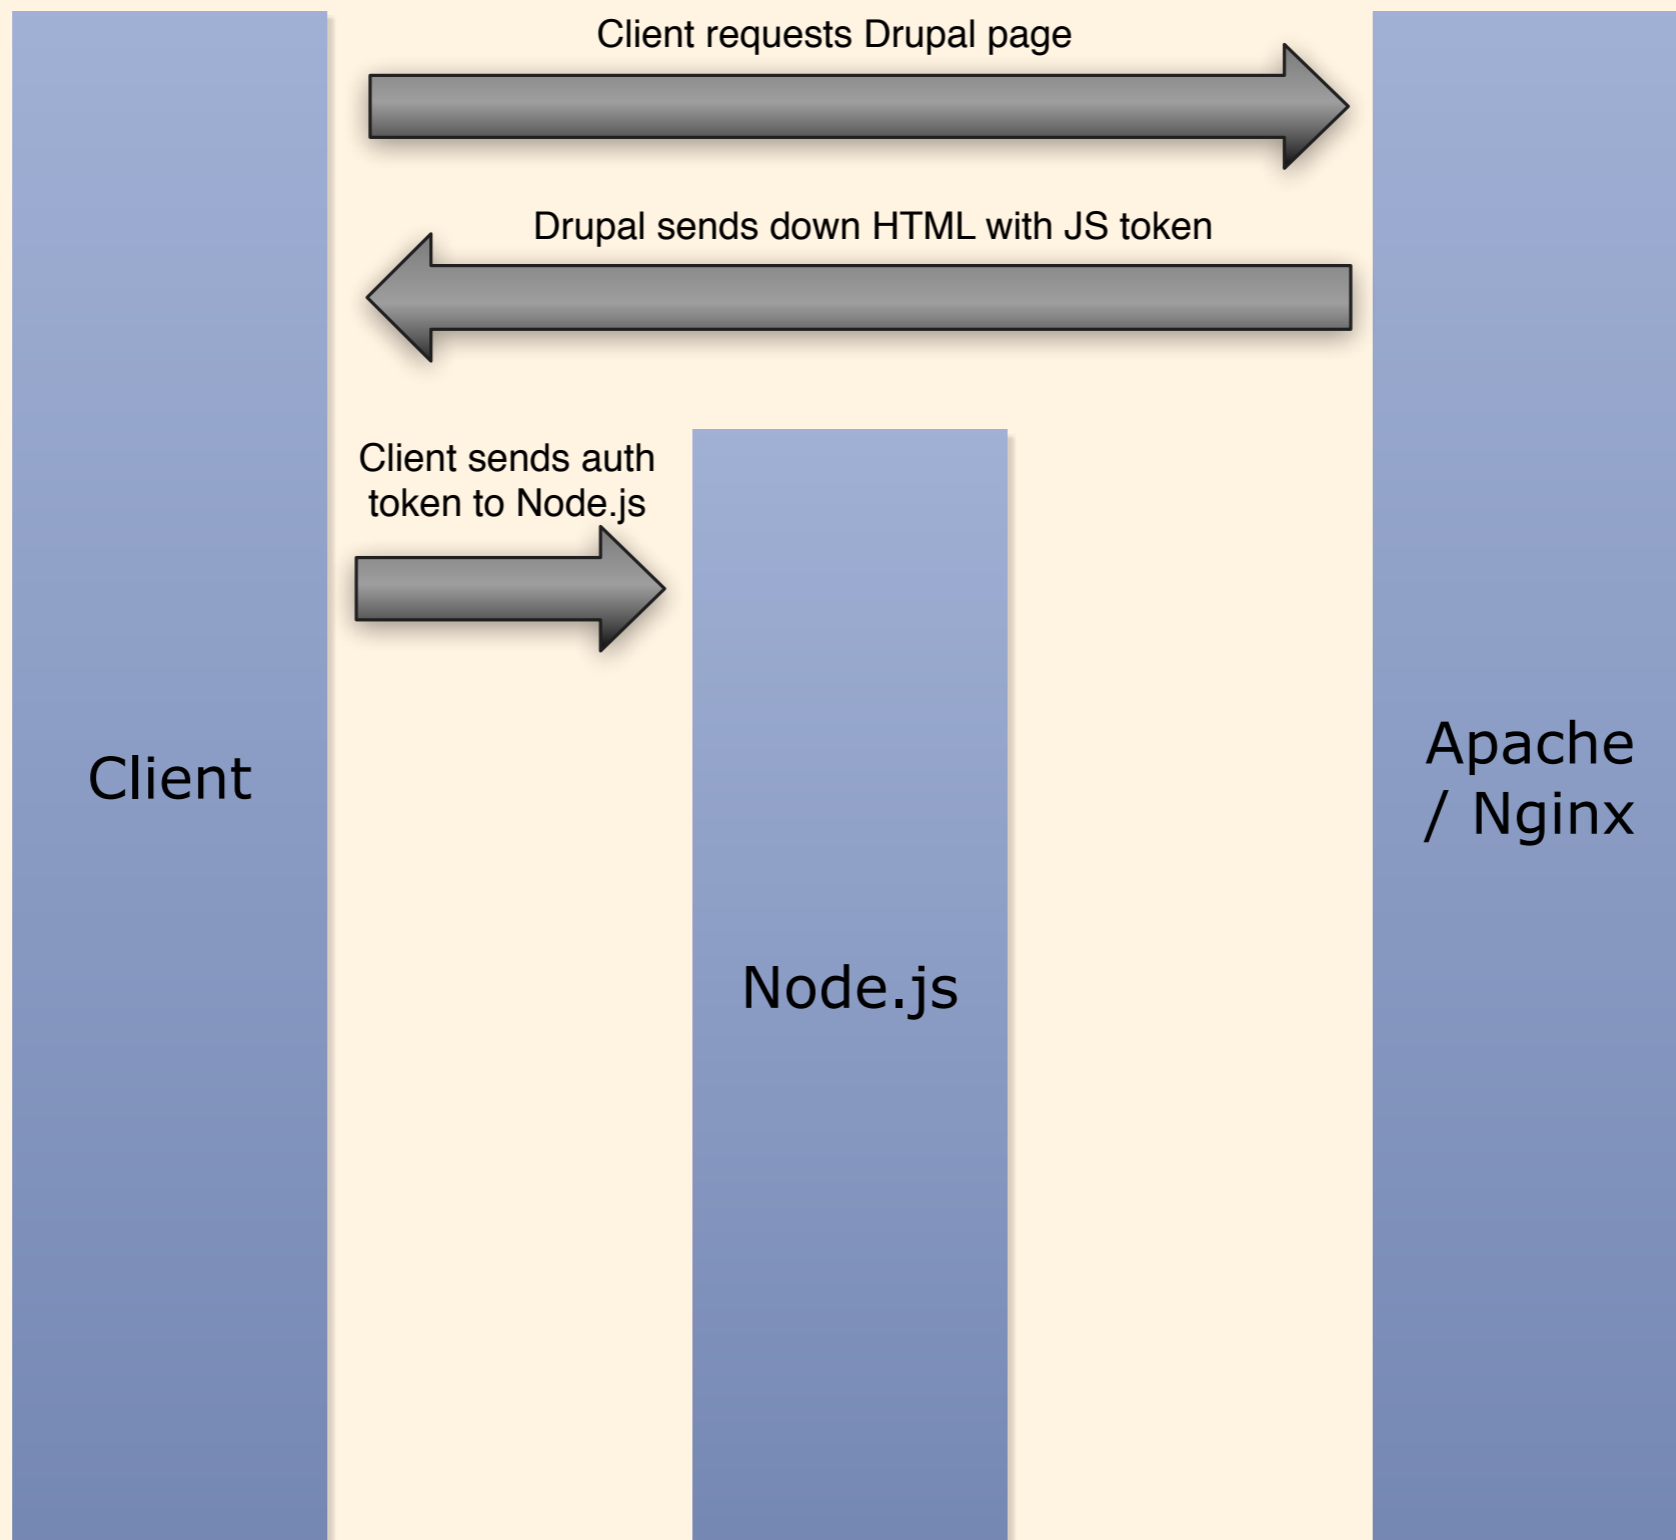 Client requests Drupal page
Drupal sends down HTML with JS token
Client sends auth
token to Node.js
Client
Node.js
Apache
/ Nginx